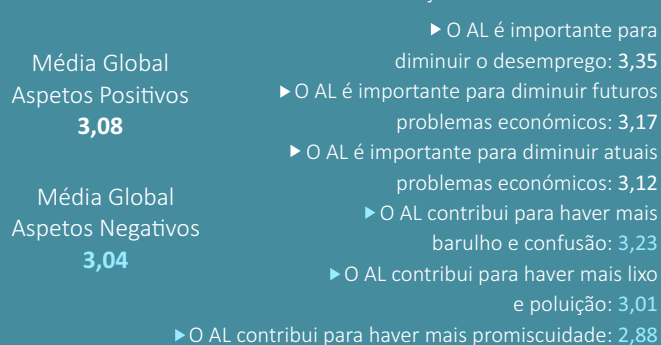 Média Global
Aspetos Positivos
3,08
Média Global
Aspetos Negativos
3,04
▶ O AL é importante para
diminuir o desemprego: 3,35
▶ O AL é importante para diminuir futuros
problemas económicos: 3,17
▶ O AL é importante para diminuir atuais
problemas económicos: 3,12
▶ O AL contribui para haver mais
barulho e confusão: 3,23
▶ O AL contribui para haver mais lixo
e poluição: 3,01
▶ O AL contribui para haver mais promiscuidade: 2,88